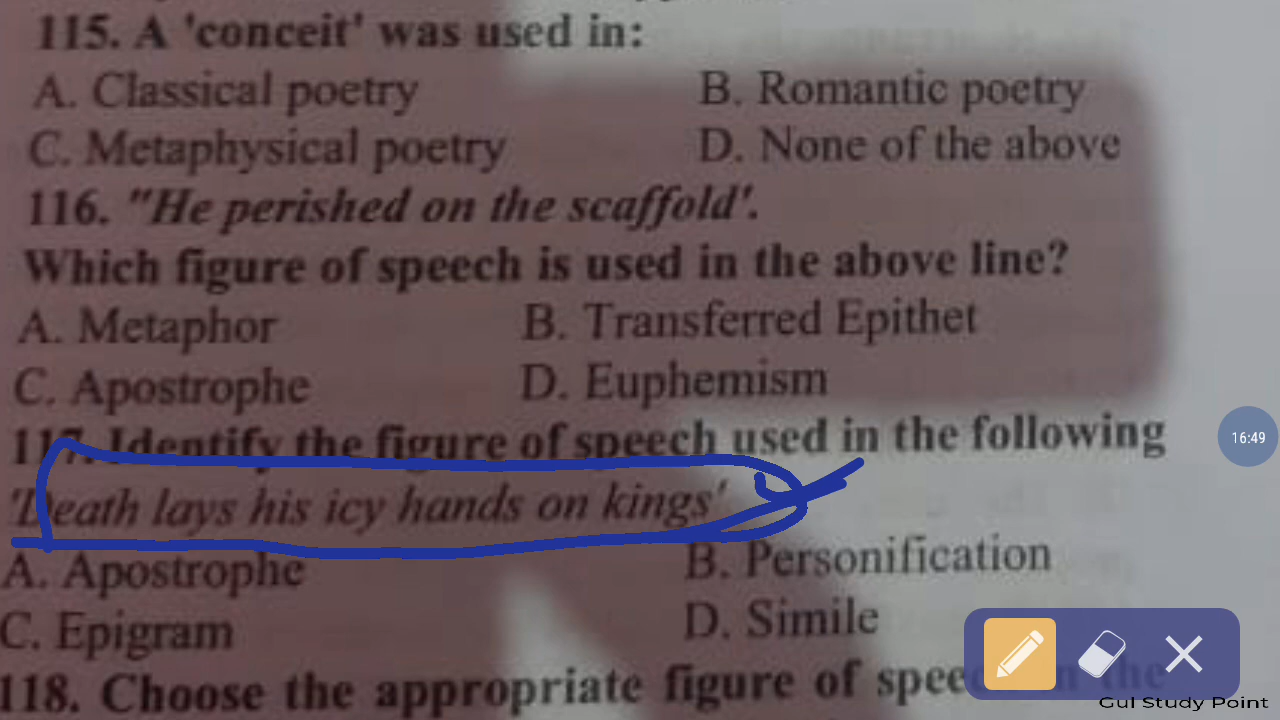 115. A 'conceit' was used in:
A. Classical poetry B. Romantic poetry
C. Metaphysical poetry D. None of the above
116. "He perished on the scaffold'.
Which figure of speech is used in the above line?
A. Metaphor B. Transferred Epithet
C. Apostrophe D. Euphemism
117. Identify the figure of speech used in the following
16:49
'Death lays his icy hands on kings'
A. Apostrophe B. Personification
C. Epigram D. Simile
118. Choose the appropriate figure of the
Gul Study Point